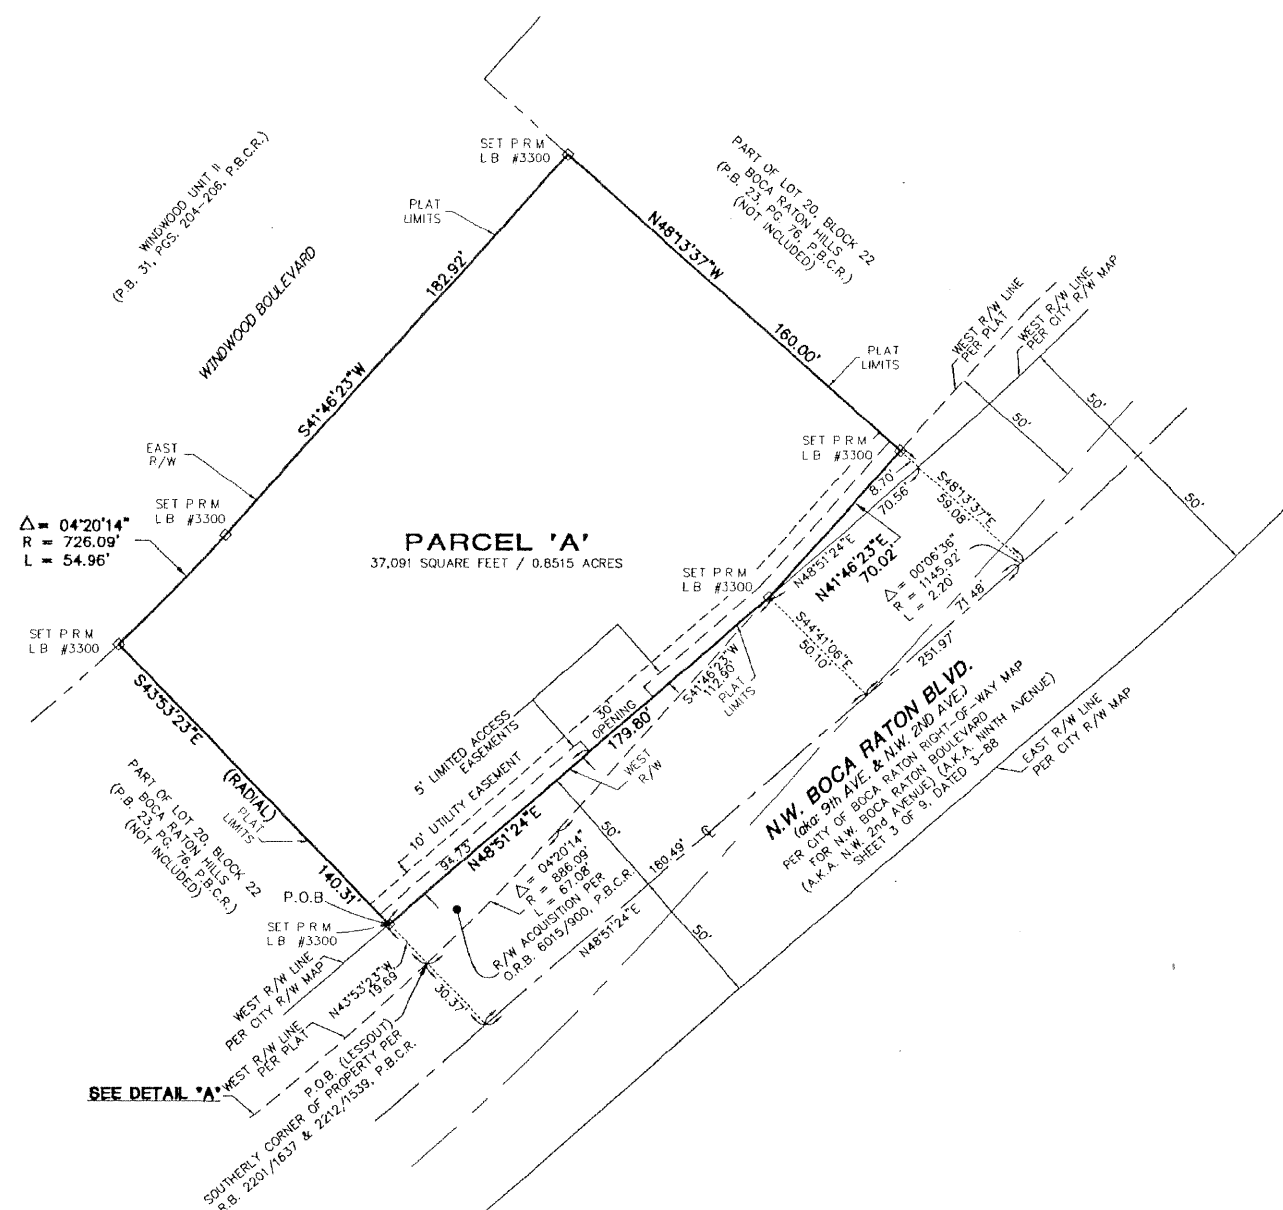 SET P R M
LB #3300
WINDWOOD UNIT II
(P.B. 31, PGS. 204-206, P.B.C.R.)
PLAT
LIMITS
182.92'
WINDWOOD BOULEVARD
S41°46'23"W
N48°13'37"W
160.00'
PART OF LOT 20, BLOCK 22
BOCA RATON HILLS
(P.B. 23, PG. 76, P.B.C.R.)
(NOT INCLUDED)
PLAT
LIMITS
WEST R/W LINE
PER PLAT
WEST R/W LINE
PER CITY R/W MAP
50'
50'
50'
EAST
R/W
SET P R M
LB #3300
SET P R M
LB #3300
Δ= 04°20'14"
R = 726.09'
L = 54.96'
PARCEL 'A'
37,091 SQUARE FEET / 0.8515 ACRES
8.70'
70.56'
N48°51'24"E
N41°46'23"E
70.02'
S48°13'37"E
59.08'
Δ= 00°06'36"
R = 1145.92'
L = 2.20'
71.48'
SET P R M
LB #3300
S44°41'06"E
50.10'
251.97'
SET P R M
LB #3300
S43°53'23"E
(RADIAL)
PLAT
LIMITS
140.31'
PART OF LOT 20, BLOCK 22
BOCA RATON HILLS
(P.B. 23, PG. 76, P.B.C.R.)
(NOT INCLUDED)
5' LIMITED ACCESS
EASEMENTS
10' UTILITY EASEMENT
30'
OPENING
179.80'
S41°46'23"W
112.90'
PLAT
LIMITS
WEST
R/W
94.73'
N48°51'24"E
50'
50'
Δ= 04°20'14"
R = 886.09'
L = 67.08'
R/W ACQUISITION PER
O.R.B. 6015/900, P.B.C.R.
180.49'
N48°51'24"E
N.W. BOCA RATON BLVD.
(aka: 9th AVE. & N.W. 2ND AVE.)
PER CITY OF BOCA RATON RIGHT-OF-WAY MAP
FOR N.W. BOCA RATON BOULEVARD
(A.K.A. N.W. 2nd AVENUE) (A.K.A. NINTH AVENUE)
SHEET 3 OF 9, DATED 3-88
EAST R/W LINE
PER CITY R/W MAP
P.O.B.
SET P R M
LB #3300
WEST R/W LINE
PER CITY R/W MAP
N43°53'23"W
19.69'
30.37'
WEST R/W LINE
PER PLAT
SEE DETAIL "A"
P.O.B. (LESSOUT)
SOUTHERLY CORNER OF PROPERTY PER
R.B. 2201/1637 & 2212/1539, P.B.C.R.